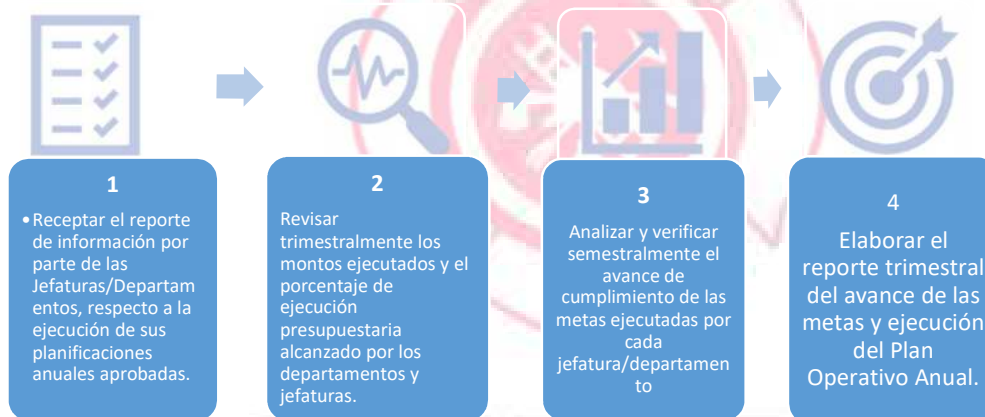 1
•Receptar el reporte
de información por
parte de las
Jefaturas/Departam
entos, respecto a la
ejecución de sus
planificaciones
anuales aprobadas.
2
Revisar
trimestralmente los
montos ejecutados y el
porcentaje de
ejecución
presupuestaria
alcanzado por los
departamentos y
jefaturas.
3
Analizar y verificar
semestralmente el
avance de
cumplimiento de las
metas ejecutadas por
cada
jefatura/departamen
to
4
Elaborar el
reporte trimestral
del avance de las
metas y ejecución
del Plan
Operativo Anual.